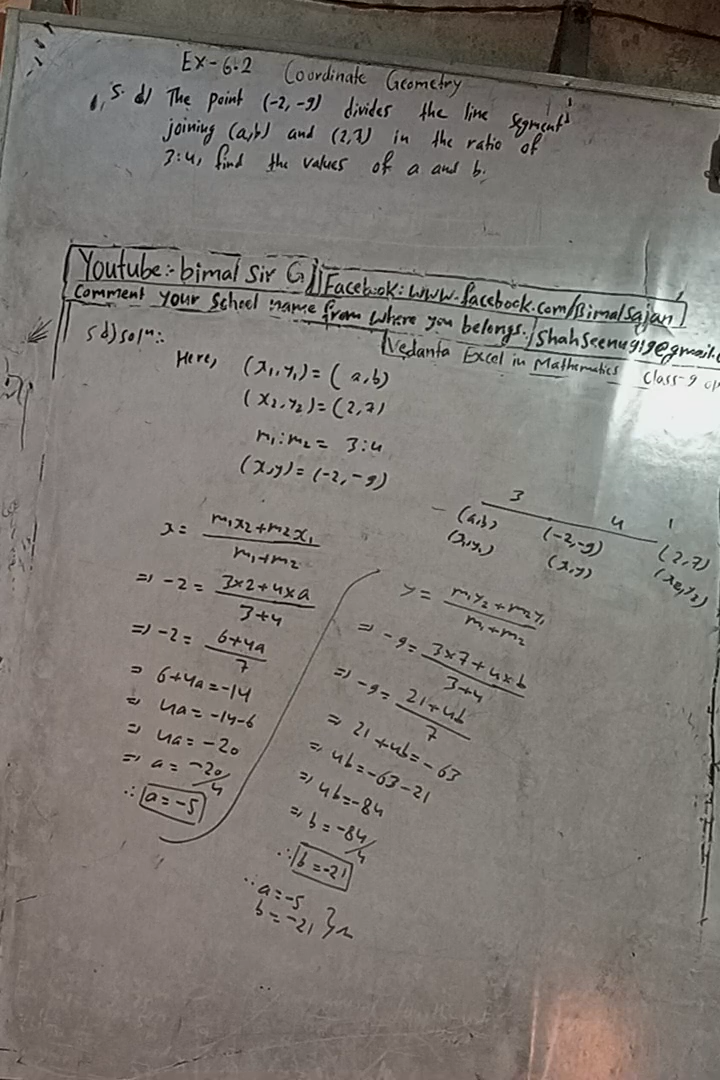 Ex-6.2 Coordinate Geometry
5. d) The point (-2, -9) divides the line segment
joining (a,b) and (2,7) in the ratio of
3:4, find the values of a and b.
Youtube:- bimal Sir G || Facebook: www.facebook.com/Bimalsajan
Comment your School name from where you belongs. / Shahseenu919@gmail.
Vedanta Excel in Mathematics Class-9
5 d) solⁿ:
Here, (x₁,y₁) = (a,b)
(x₂,y₂) = (2,7)
m₁:m₂ = 3:4
(x,y) = (-2,-9)
3 4
(a,b) (-2,-9) (2,7)
(x₁,y₁) (x,y) (x₂,y₂)
x = m₁x₂+m₂x₁ / m₁+m₂
=> -2 = 3×2+4×a / 3+4
=> -2 = 6+4a / 7
= 6+4a = -14
= 4a = -14-6
= 4a = -20
=> a = -20/4
∴ a = -5
y = m₁y₂+m₂y₁ / m₁+m₂
=> -9 = 3×7+4×b / 3+4
=> -9 = 21+4b / 7
= 21+4b = -63
= 4b = -63-21
=> 4b = -84
=> b = -84/4
∴ b = -21
∴ a = -5
b = -21